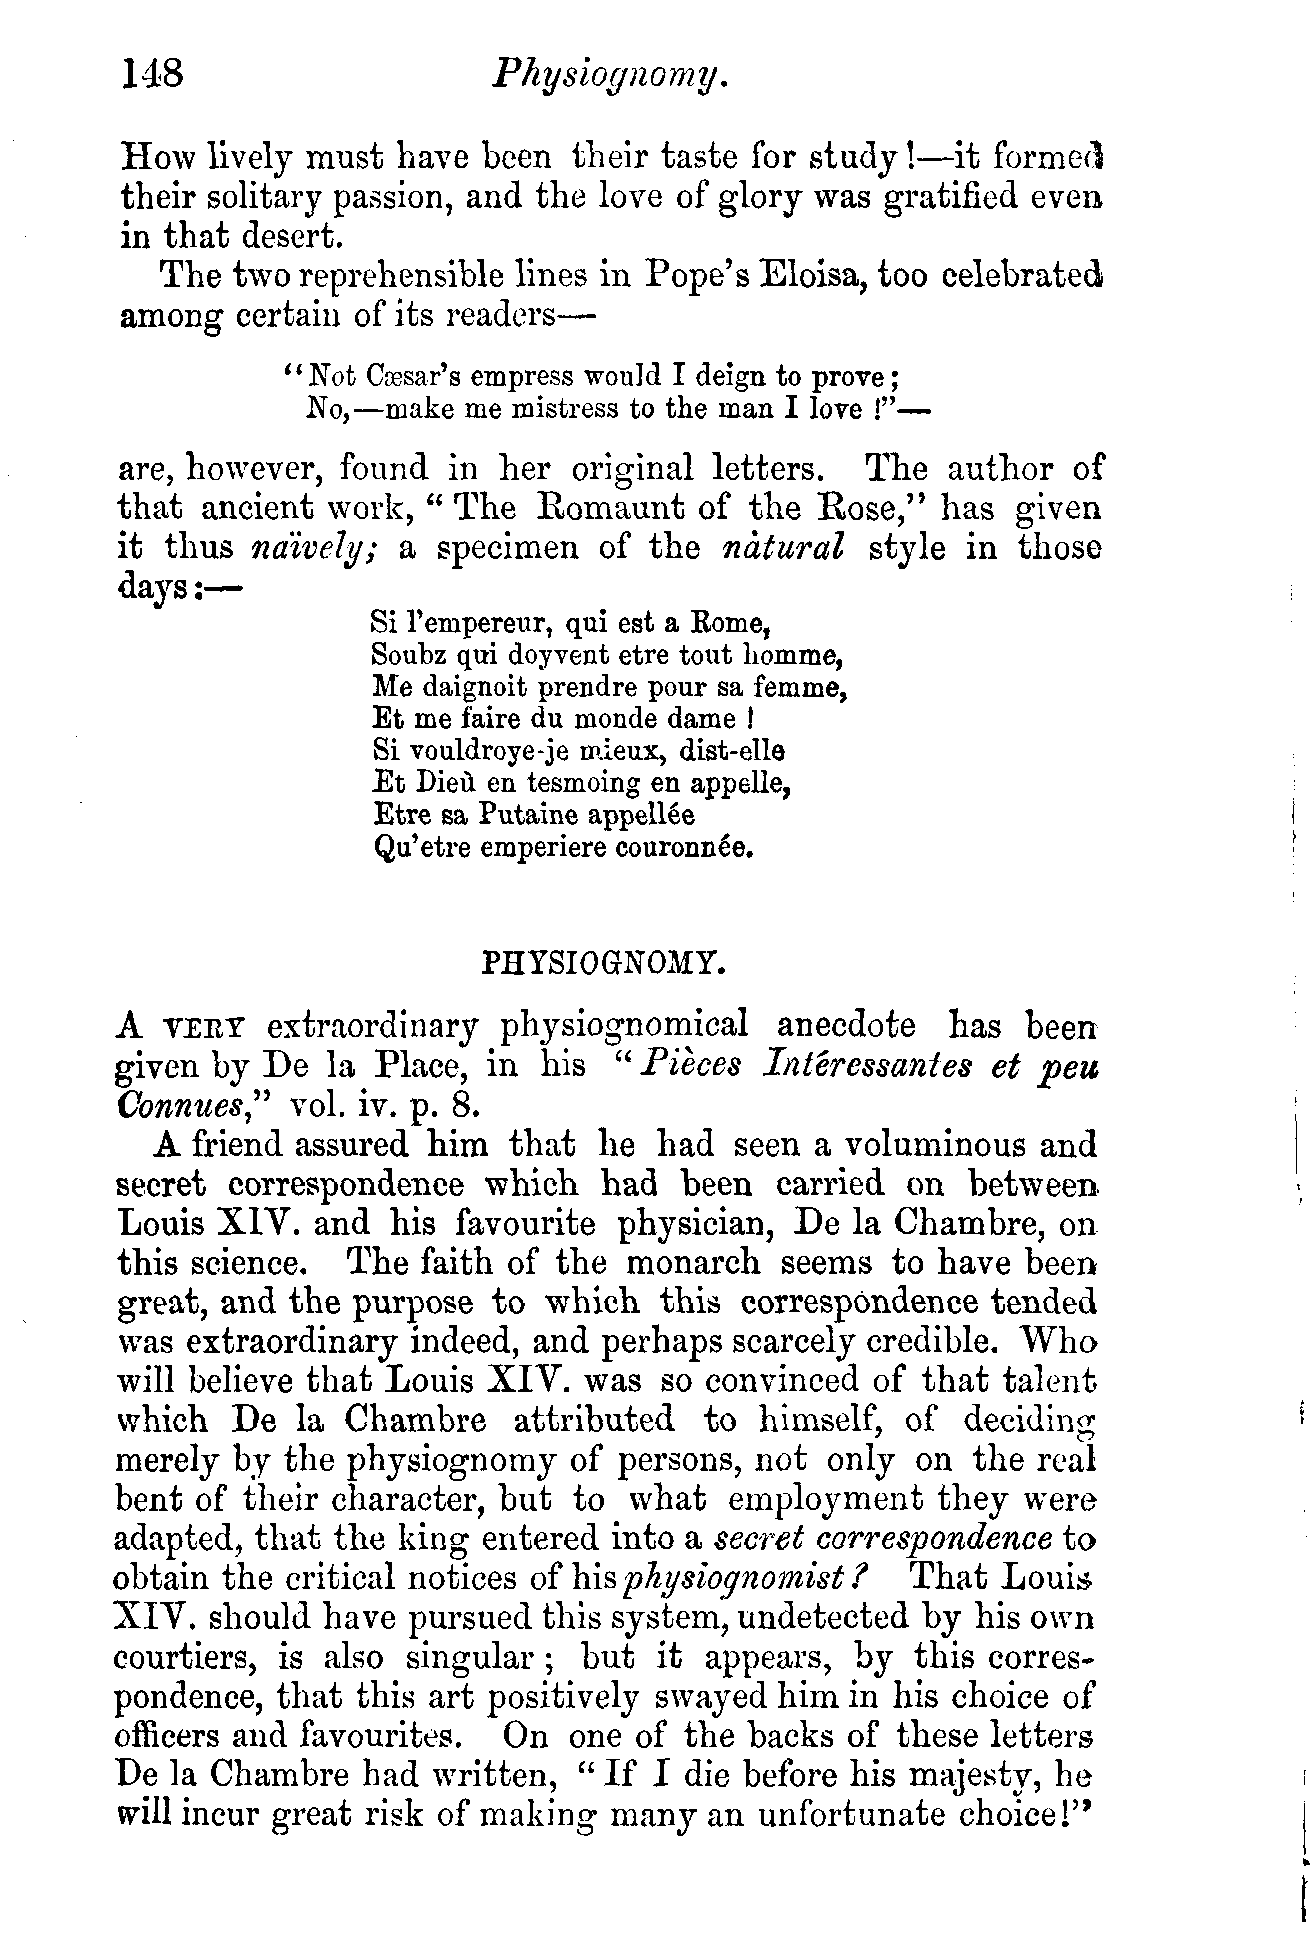 148 Physiognomy.
How lively must have been their taste for study!—it formed
their solitary passion, and the love of glory was gratified even
in that desert.
The two reprehensible lines in Pope's Eloisa, too celebrated
among certain of its readers—
"Not Cæsar's empress would I deign to prove;
No,—make me mistress to the man I love!"—
are, however, found in her original letters. The author of
that ancient work, "The Romaunt of the Rose," has given
it thus naïvely; a specimen of the nàtural style in those
days:—
Si l'empereur, qui est a Rome,
Soubz qui doyvent etre tout homme,
Me daignoit prendre pour sa femme,
Et me faire du monde dame!
Si vouldroye-je mieux, dist-elle
Et Dieù en tesmoing en appelle,
Etre sa Putaine appellée
Qu'etre emperiere couronnée.
PHYSIOGNOMY.
A VERY extraordinary physiognomical anecdote has been
given by De la Place, in his "Pièces Intéressantes et peu
Connues," vol. iv. p. 8.
A friend assured him that he had seen a voluminous and
secret correspondence which had been carried on between
Louis XIV. and his favourite physician, De la Chambre, on
this science. The faith of the monarch seems to have been
great, and the purpose to which this correspondence tended
was extraordinary indeed, and perhaps scarcely credible. Who
will believe that Louis XIV. was so convinced of that talent
which De la Chambre attributed to himself, of deciding
merely by the physiognomy of persons, not only on the real
bent of their character, but to what employment they were
adapted, that the king entered into a secret correspondence to
obtain the critical notices of his physiognomist? That Louis
XIV. should have pursued this system, undetected by his own
courtiers, is also singular; but it appears, by this corres-
pondence, that this art positively swayed him in his choice of
officers and favourites. On one of the backs of these letters
De la Chambre had written, "If I die before his majesty, he
will incur great risk of making many an unfortunate choice!"